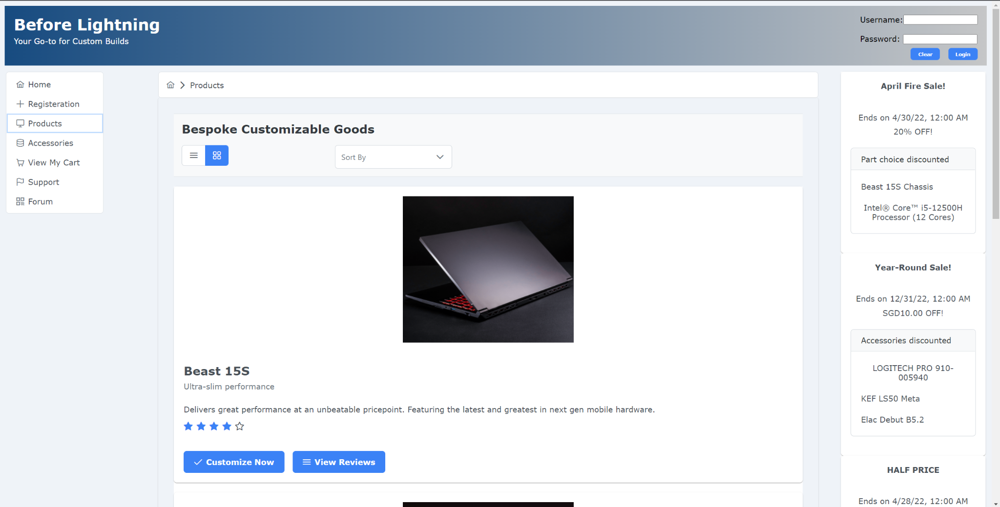 Before Lightning
Your Go-to for Custom Builds
Username:
Password:
Clear
Login
Home
Registeration
Products
Accessories
View My Cart
Support
Forum
Products
Bespoke Customizable Goods
Sort By
Beast 15S
Ultra-slim performance
Delivers great performance at an unbeatable pricepoint. Featuring the latest and greatest in next gen mobile hardware.
Customize Now
View Reviews
April Fire Sale!
Ends on 4/30/22, 12:00 AM
20% OFF!
Part choice discounted
Beast 15S Chassis
Intel® Core™ i5-12500H
Processor (12 Cores)
Year-Round Sale!
Ends on 12/31/22, 12:00 AM
SGD10.00 OFF!
Accessories discounted
LOGITECH PRO 910-
005940
KEF LS50 Meta
Elac Debut B5.2
HALF PRICE
Ends on 4/28/22, 12:00 AM